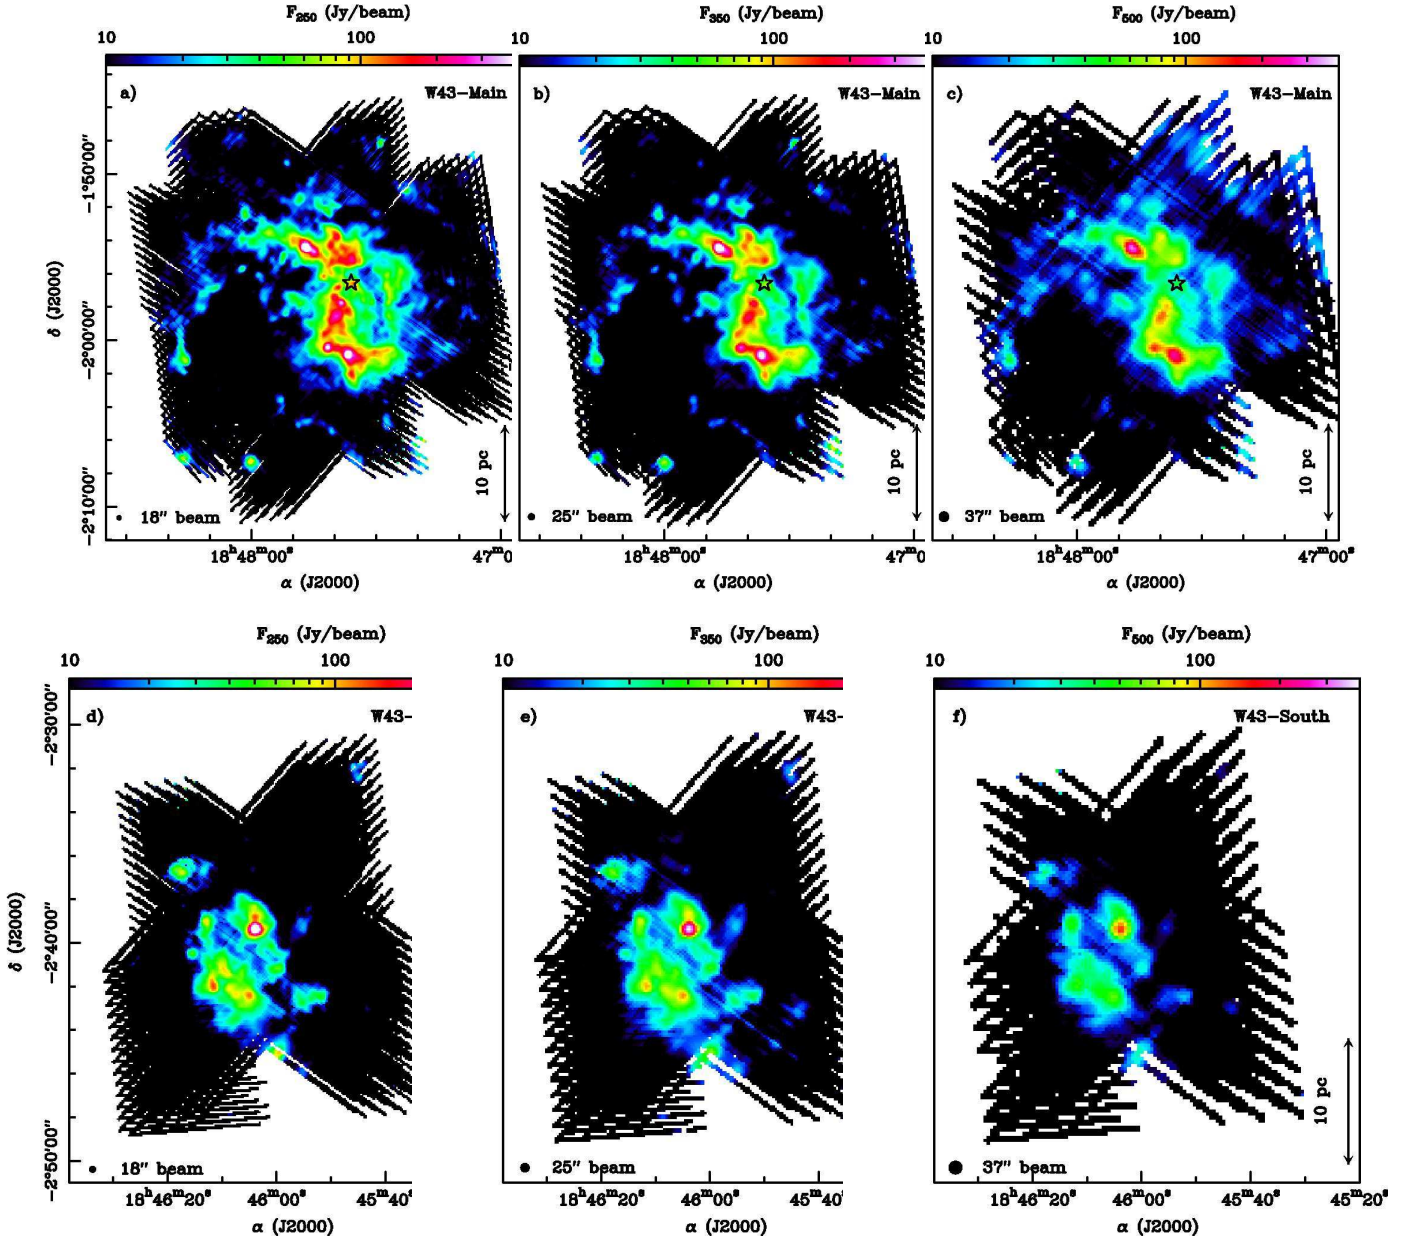 F250 (Jy/beam) F350 (Jy/beam) F500 (Jy/beam)
10 100 10 100 10 100
a) W43-Main b) W43-Main c) W43-Main
-1°50'00"
δ (J2000)
-2°00'00"
-2°10'00"
10 pc 10 pc 10 pc
18" beam 25" beam 37" beam
18h48m00s 47m0 18h48m00s 47m0 18h48m00s 47m00s
α (J2000) α (J2000) α (J2000)
F250 (Jy/beam) F350 (Jy/beam) F500 (Jy/beam)
10 100 10 100 10 100
d) W43- e) W43- f) W43-South
-2°30'00"
-2°40'00"
δ (J2000)
-2°50'00"
10 pc
18" beam 25" beam 37" beam
18h46m20s 46m00s 45m40s 18h46m20s 46m00s 45m40s 18h46m20s 46m00s 45m40s 45m20s
α (J2000) α (J2000) α (J2000)